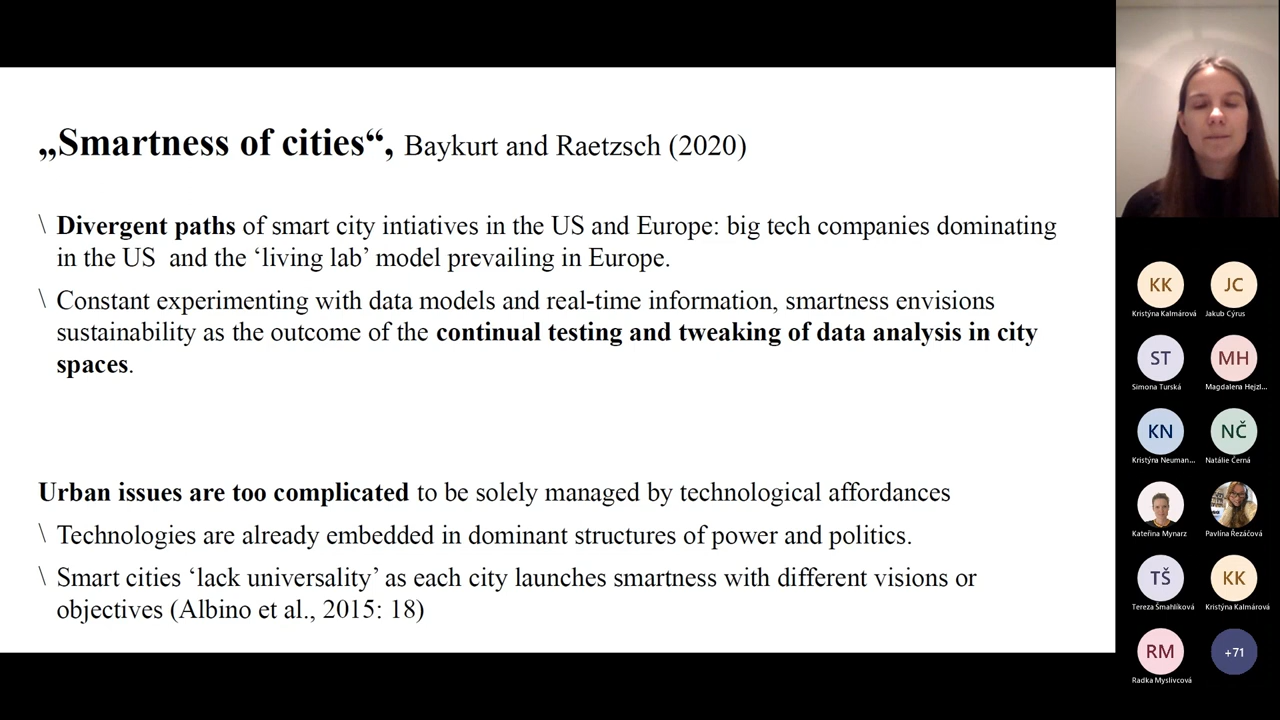 „Smartness of cities“, Baykurt and Raetzsch (2020)
\ Divergent paths of smart city intiatives in the US and Europe: big tech companies dominating
in the US and the ‘living lab’ model prevailing in Europe.
\ Constant experimenting with data models and real-time information, smartness envisions
sustainability as the outcome of the continual testing and tweaking of data analysis in city
spaces.
Urban issues are too complicated to be solely managed by technological affordances
\ Technologies are already embedded in dominant structures of power and politics.
\ Smart cities ‘lack universality’ as each city launches smartness with different visions or
objectives (Albino et al., 2015: 18)
KK JC
Kristýna Kalmárová Jakub Cýrus
ST MH
Simona Turská Magdalena Hejzl...
KN NČ
Kristýna Neuman... Natálie Černá
Kateřina Mynarz Pavlína Řezáčová
TŠ KK
Tereza Šmahlíková Kristýna Kalmárová
RM +71
Radka Myslivcová